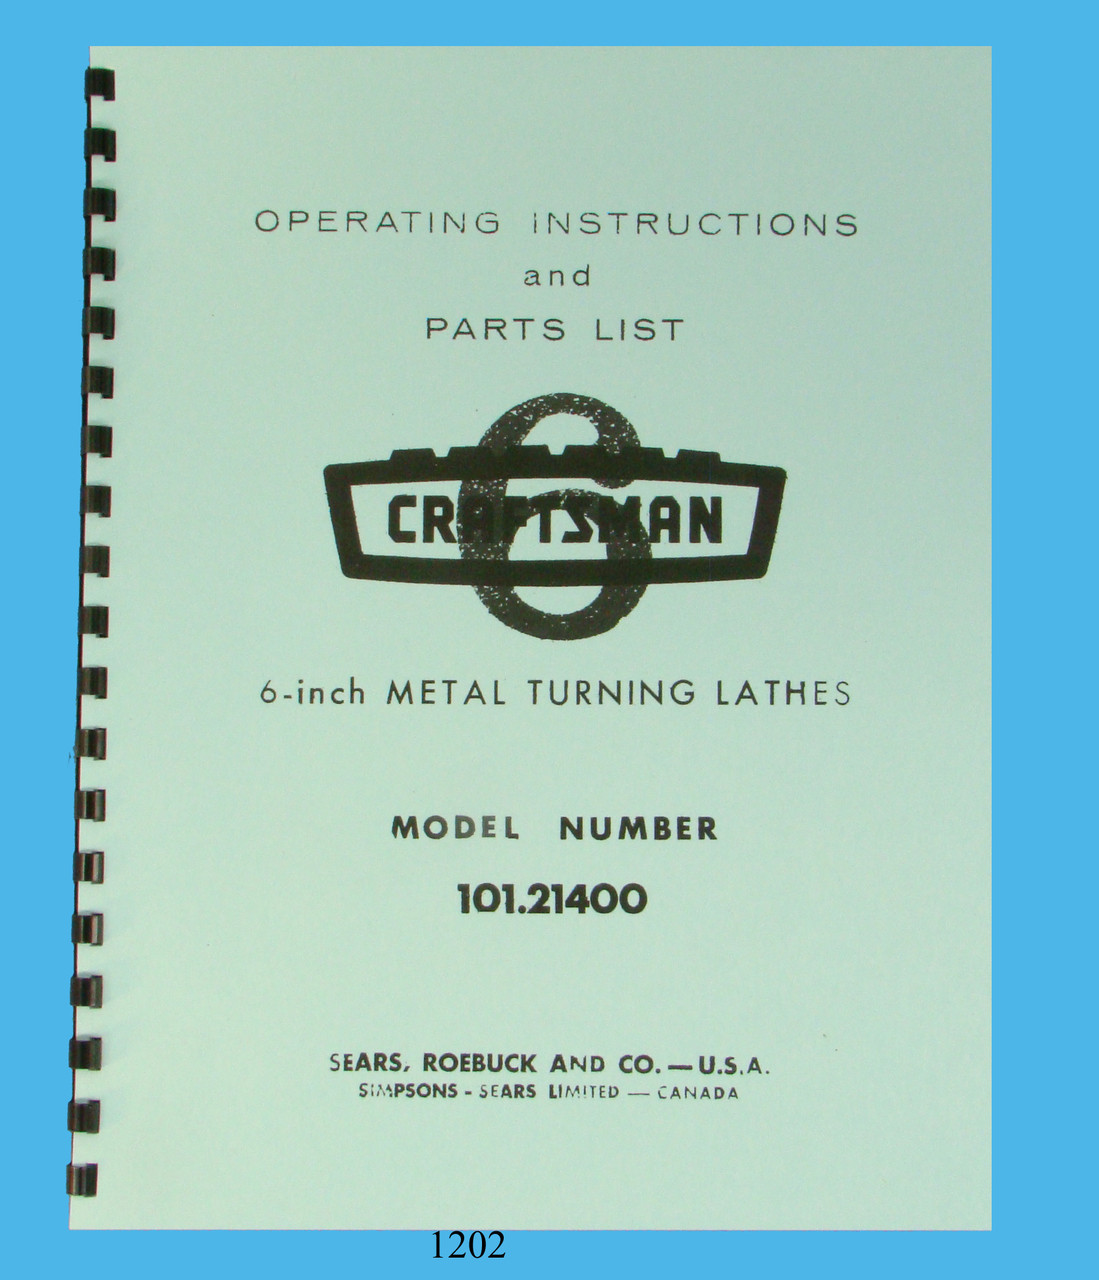 OPERATING INSTRUCTIONS
and
PARTS LIST
6
CRAFTSMAN
6-inch METAL TURNING LATHES
MODEL NUMBER
101.21400
SEARS, ROEBUCK AND CO. — U.S.A.
SIMPSONS - SEARS LIMITED — CANADA
1202